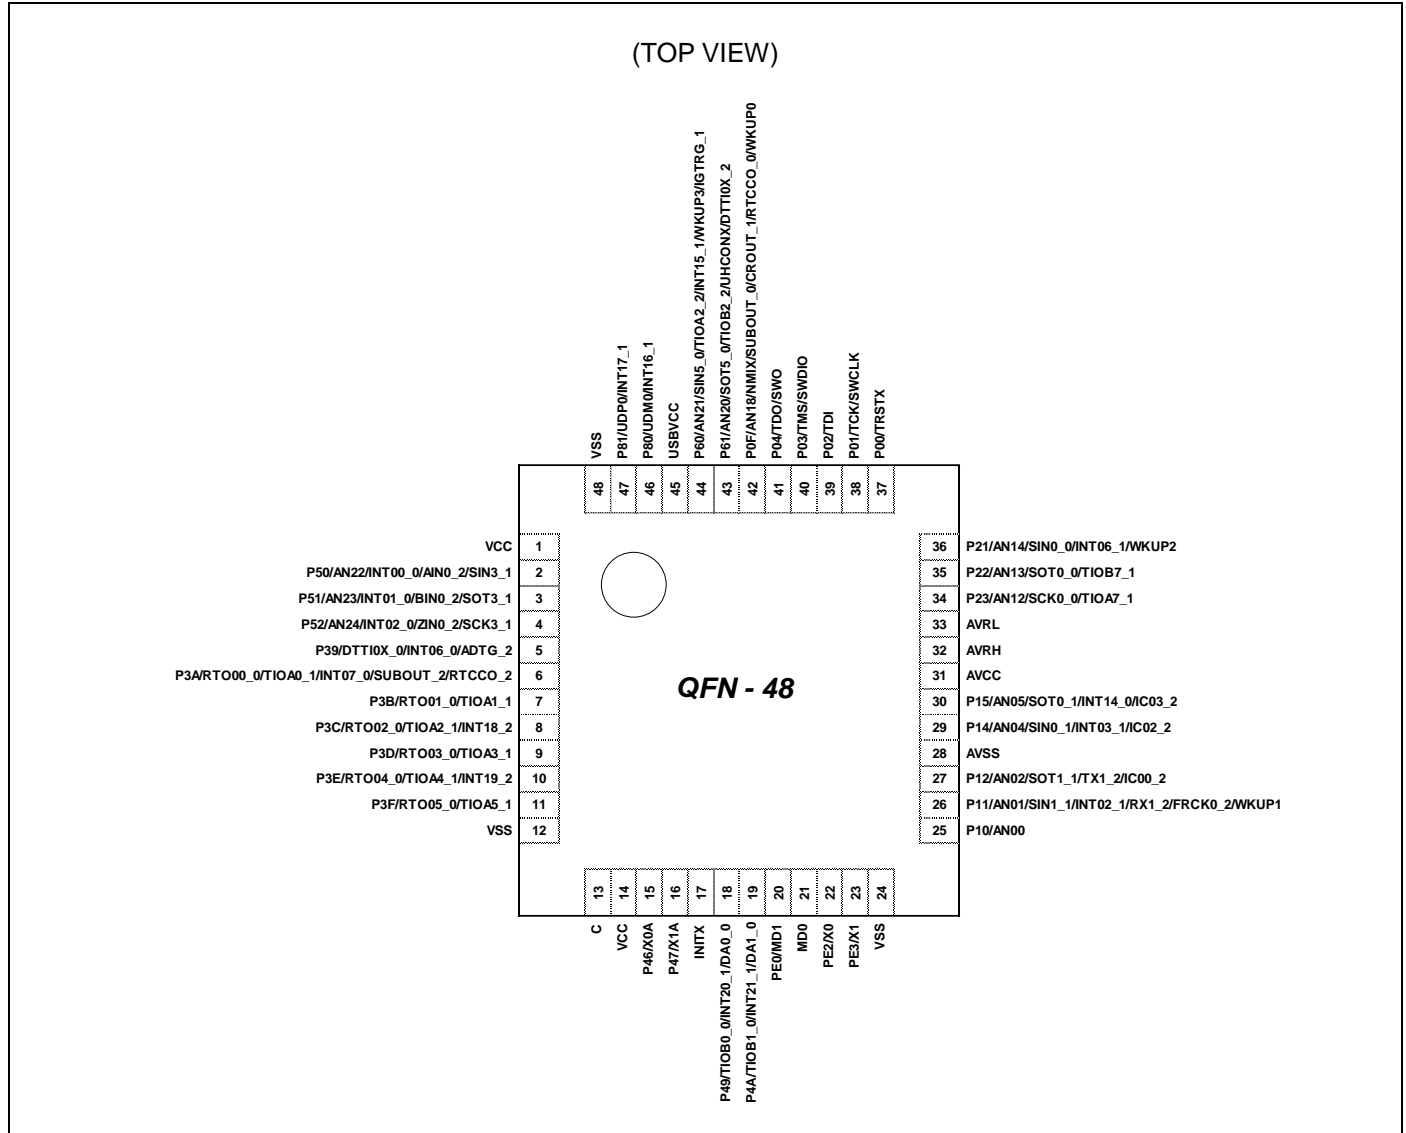 (TOP VIEW)
VSS
P81/UDP0/INT17_1
P80/UDM0/INT16_1
USBVCC
P60/AN21/SIN5_0/TIOA2_2/INT15_1/WKUP3/IGTRG_1
P61/AN20/SOT5_0/TIOB2_2/UHCONX/DTTI0X_2
P0F/AN18/NMIX/SUBOUT_0/CROUT_1/RTCCO_0/WKUP0
P04/TDO/SWO
P03/TMS/SWDIO
P02/TDI
P01/TCK/SWCLK
P00/TRSTX
48 47 46 45 44 43 42 41 40 39 38 37
VCC 1
P50/AN22/INT00_0/AIN0_2/SIN3_1 2
P51/AN23/INT01_0/BIN0_2/SOT3_1 3
P52/AN24/INT02_0/ZIN0_2/SCK3_1 4
P39/DTTI0X_0/INT06_0/ADTG_2 5
P3A/RTO00_0/TIOA0_1/INT07_0/SUBOUT_2/RTCCO_2 6
P3B/RTO01_0/TIOA1_1 7
P3C/RTO02_0/TIOA2_1/INT18_2 8
P3D/RTO03_0/TIOA3_1 9
P3E/RTO04_0/TIOA4_1/INT19_2 10
P3F/RTO05_0/TIOA5_1 11
VSS 12
QFN - 48
36 P21/AN14/SIN0_0/INT06_1/WKUP2
35 P22/AN13/SOT0_0/TIOB7_1
34 P23/AN12/SCK0_0/TIOA7_1
33 AVRL
32 AVRH
31 AVCC
30 P15/AN05/SOT0_1/INT14_0/IC03_2
29 P14/AN04/SIN0_1/INT03_1/IC02_2
28 AVSS
27 P12/AN02/SOT1_1/TX1_2/IC00_2
26 P11/AN01/SIN1_1/INT02_1/RX1_2/FRCK0_2/WKUP1
25 P10/AN00
13 14 15 16 17 18 19 20 21 22 23 24
C
VCC
P46/X0A
P47/X1A
INITX
P49/TIOB0_0/INT20_1/DA0_0
P4A/TIOB1_0/INT21_1/DA1_0
PE0/MD1
MD0
PE2/X0
PE3/X1
VSS